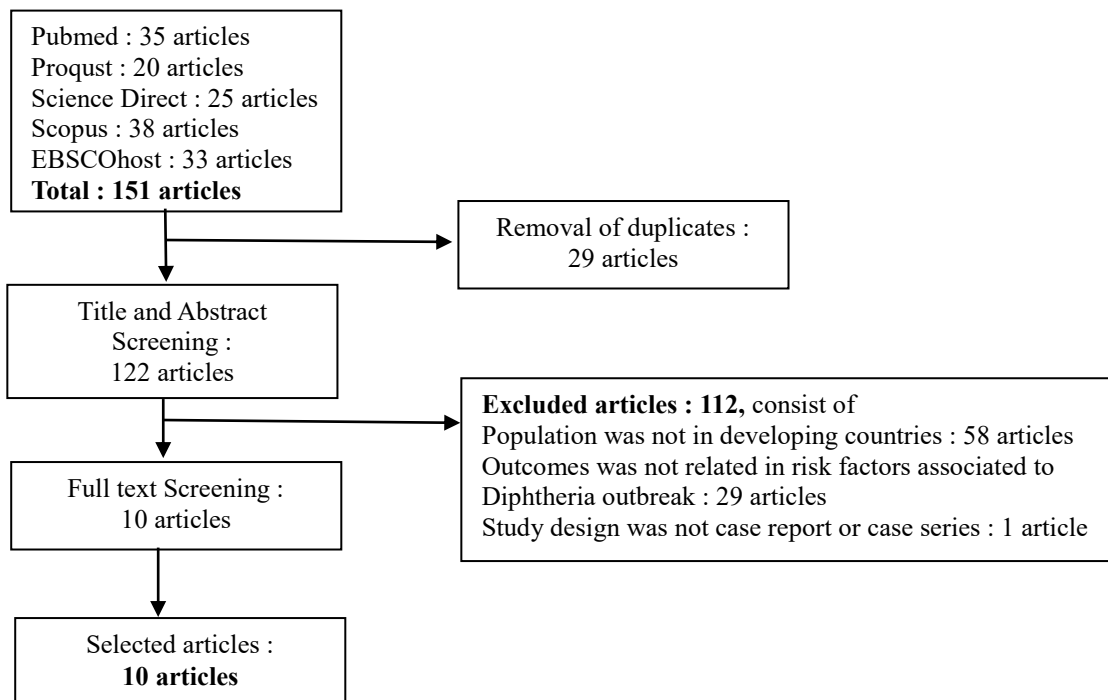 Pubmed : 35 articles
Proqust : 20 articles
Science Direct : 25 articles
Scopus : 38 articles
EBSCOhost : 33 articles
Total : 151 articles
Removal of duplicates :
29 articles
Title and Abstract
Screening :
122 articles
Excluded articles : 112, consist of
Population was not in developing countries : 58 articles
Outcomes was not related in risk factors associated to
Diphtheria outbreak : 29 articles
Study design was not case report or case series : 1 article
Full text Screening :
10 articles
Selected articles :
10 articles